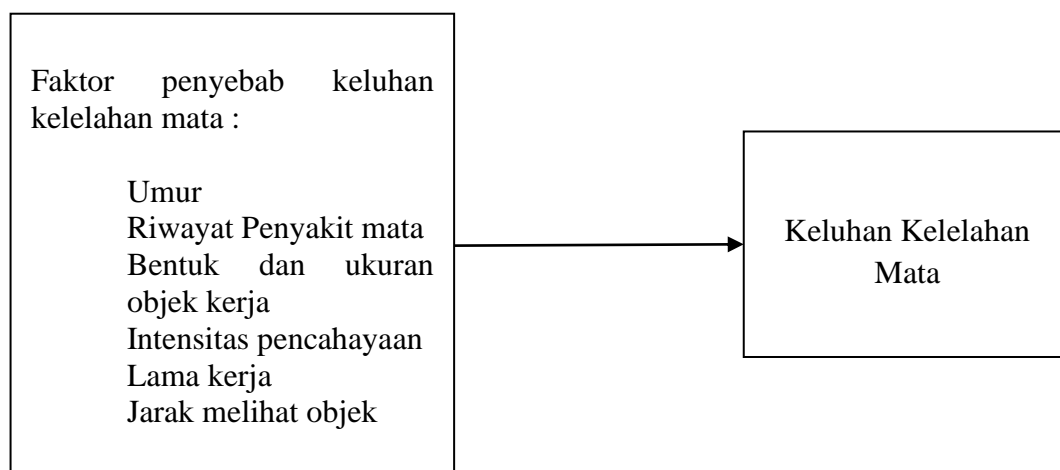 Faktor penyebab keluhan
kelelahan mata :
Umur
Riwayat Penyakit mata
Bentuk dan ukuran
objek kerja
Intensitas pencahayaan
Lama kerja
Jarak melihat objek
Keluhan Kelelahan
Mata